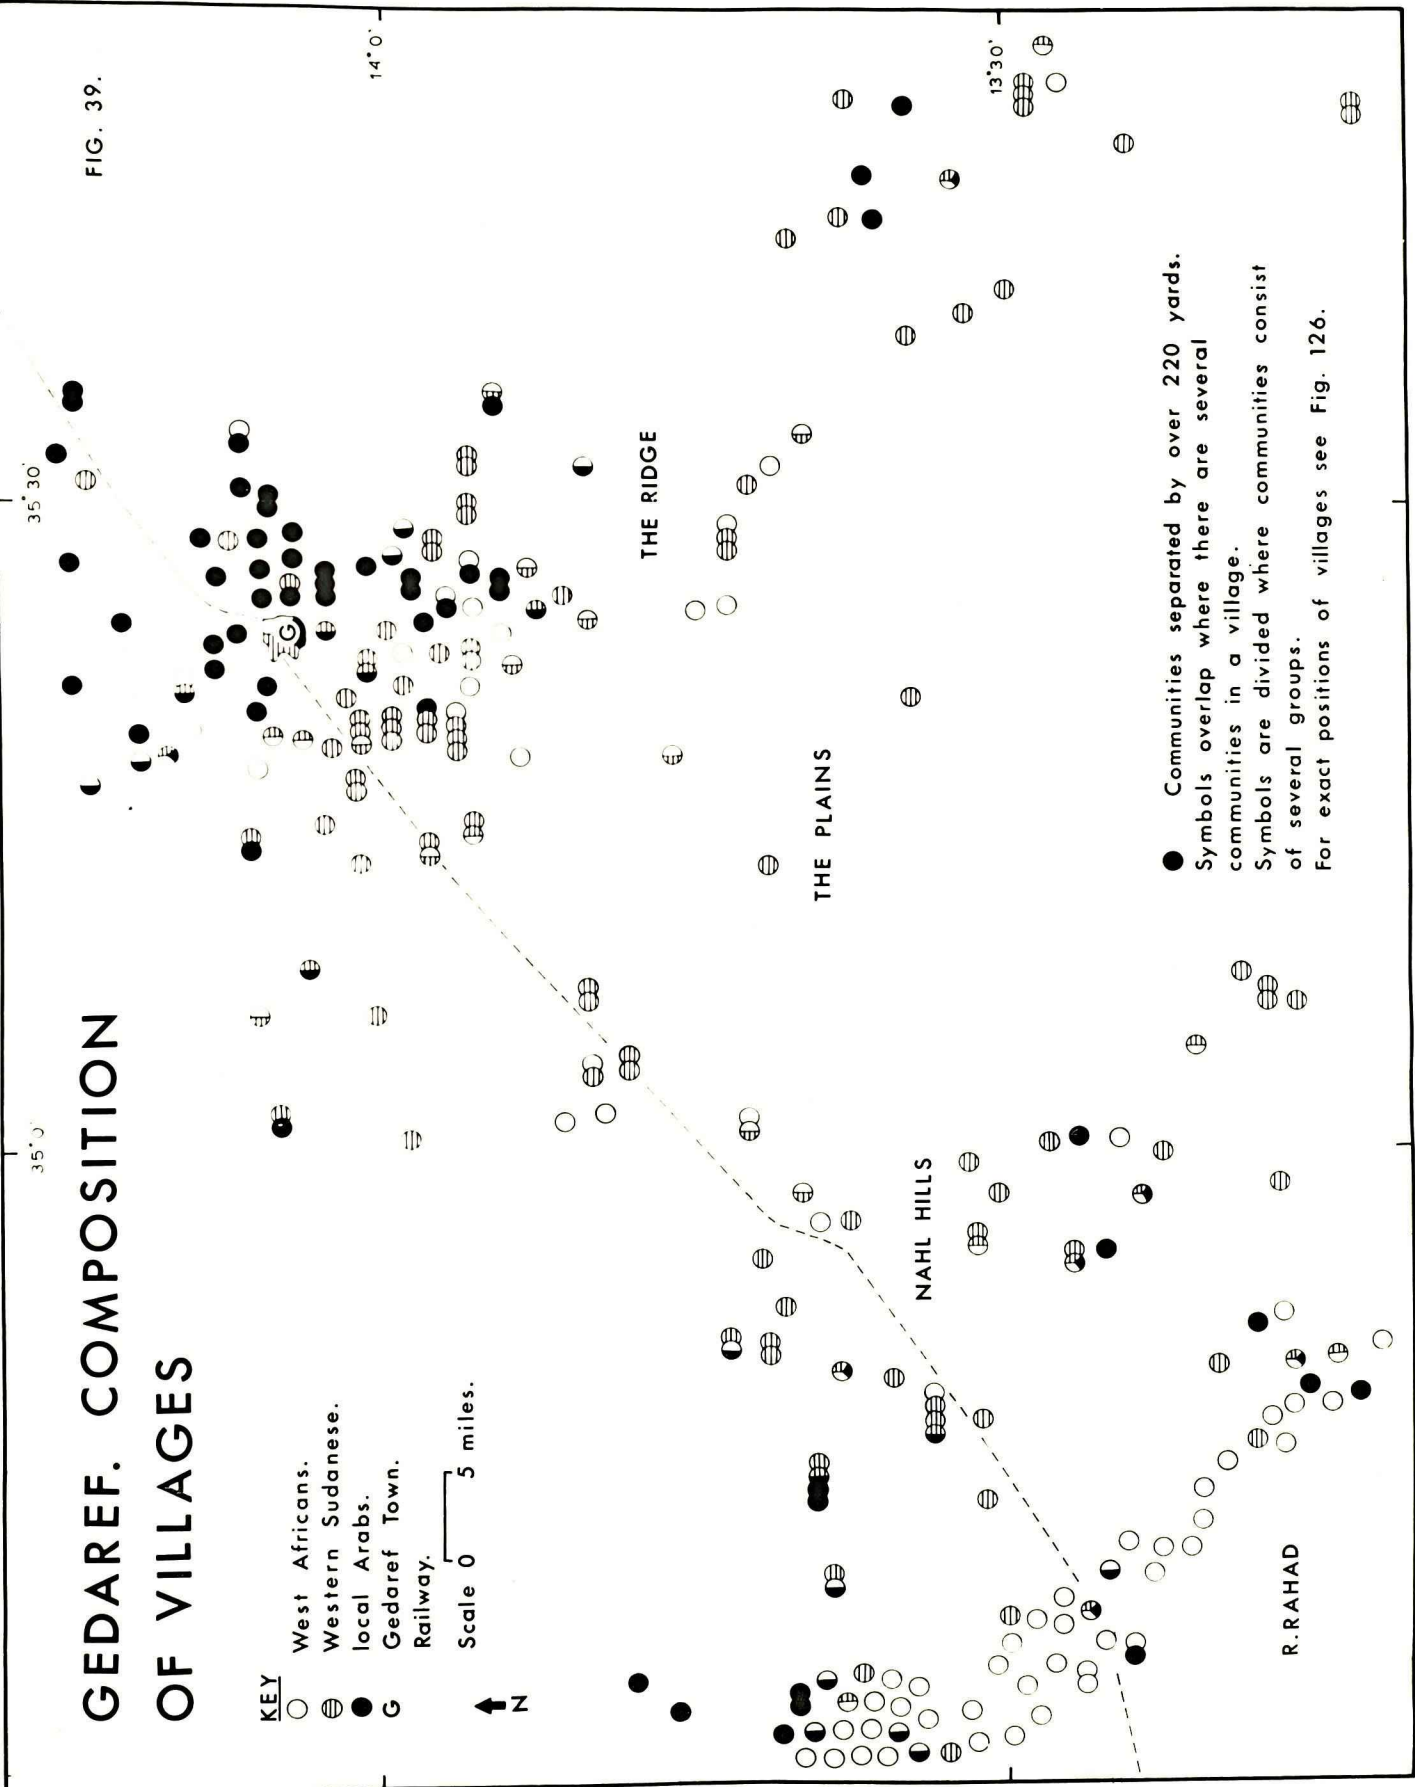 GEDAREF. COMPOSITION
OF VILLAGES
FIG. 39.
KEY
West Africans.
Western Sudanese.
local Arabs.
G Gedaref Town.
Railway.
Scale 0 5 miles.
N
35°0'
35°30'
14°0'
13°30'
G
THE RIDGE
THE PLAINS
NAHL HILLS
R.RAHAD
Communities separated by over 220 yards.
Symbols overlap where there are several
communities in a village.
Symbols are divided where communities consist
of several groups.
For exact positions of villages see Fig. 126.